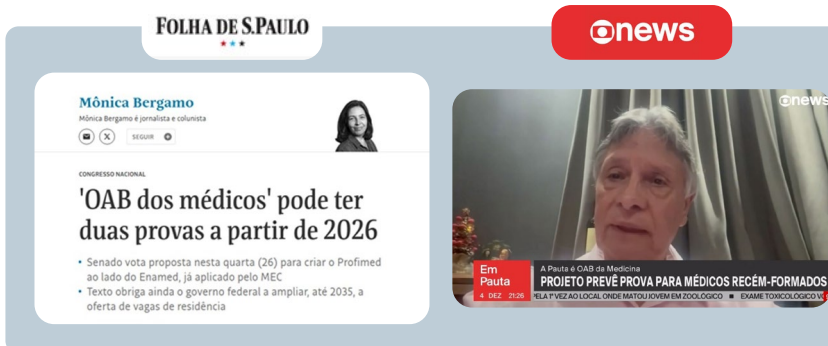 FOLHA DE S.PAULO
news
Mônica Bergamo
Mônica Bergamo é jornalista e colunista
SEGUIR
CONGRESSO NACIONAL
'OAB dos médicos' pode ter
duas provas a partir de 2026
• Senado vota proposta nesta quarta (26) para criar o Profimed
ao lado do Enamed, já aplicado pelo MEC
• Texto obriga ainda o governo federal a ampliar, até 2035, a
oferta de vagas de residência
news
Em
Pauta
A Pauta é OAB da Medicina
PROJETO PREVÊ PROVA PARA MÉDICOS RECÉM-FORMADOS
4 DEZ 21:26
PELA 1ª VEZ AO LOCAL ONDE MATOU JOVEM EM ZOOLÓGICO ■ EXAME TOXICOLÓGICO